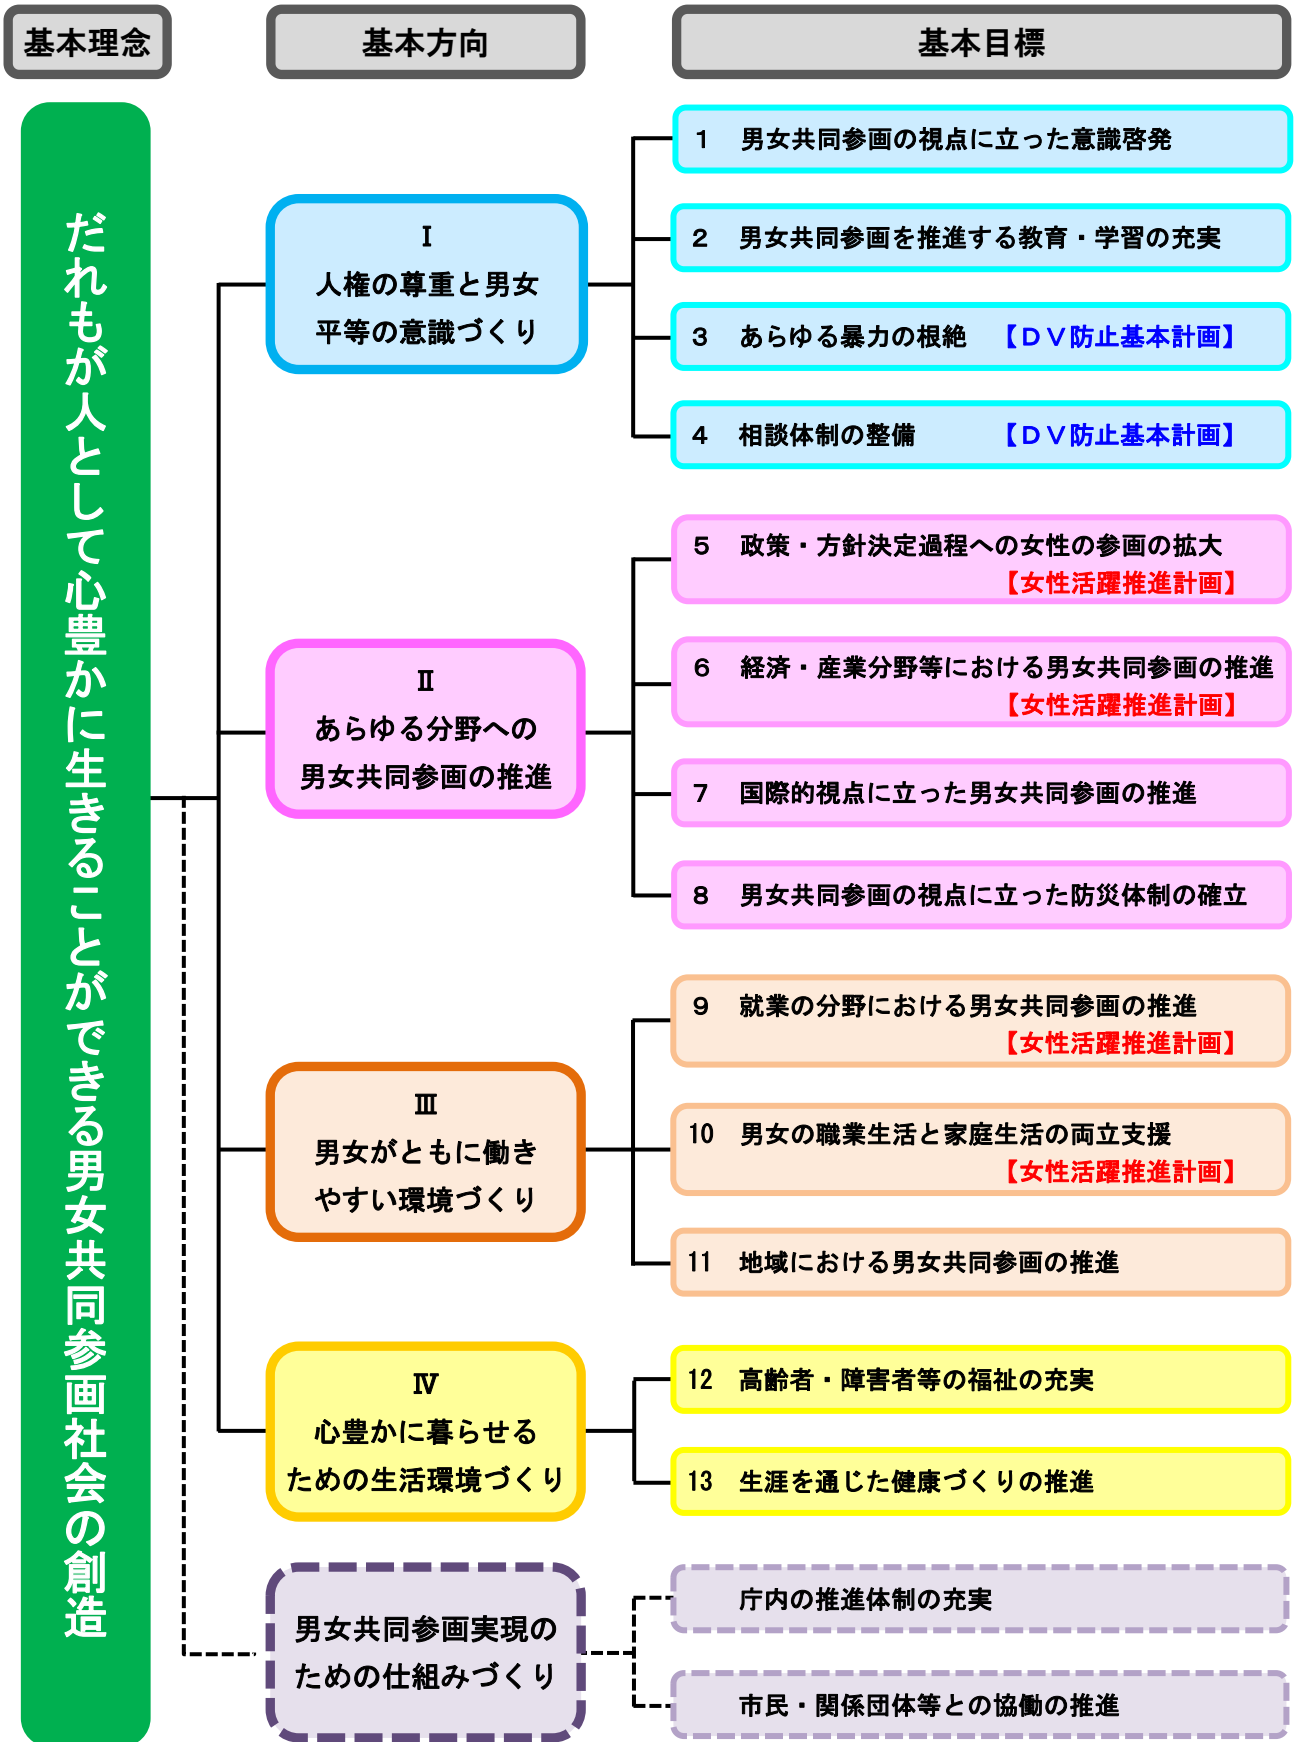 基本理念
基本方向
基本目標
だれもが人として心豊かに生きることができる男女共同参画社会の創造
Ⅰ
人権の尊重と男女
平等の意識づくり
1 男女共同参画の視点に立った意識啓発
2 男女共同参画を推進する教育・学習の充実
3 あらゆる暴力の根絶 【ＤＶ防止基本計画】
4 相談体制の整備 【ＤＶ防止基本計画】
Ⅱ
あらゆる分野への
男女共同参画の推進
5 政策・方針決定過程への女性の参画の拡大
【女性活躍推進計画】
6 経済・産業分野等における男女共同参画の推進
【女性活躍推進計画】
7 国際的視点に立った男女共同参画の推進
8 男女共同参画の視点に立った防災体制の確立
Ⅲ
男女がともに働き
やすい環境づくり
9 就業の分野における男女共同参画の推進
【女性活躍推進計画】
10 男女の職業生活と家庭生活の両立支援
【女性活躍推進計画】
11 地域における男女共同参画の推進
Ⅳ
心豊かに暮らせる
ための生活環境づくり
12 高齢者・障害者等の福祉の充実
13 生涯を通じた健康づくりの推進
男女共同参画実現の
ための仕組みづくり
庁内の推進体制の充実
市民・関係団体等との協働の推進